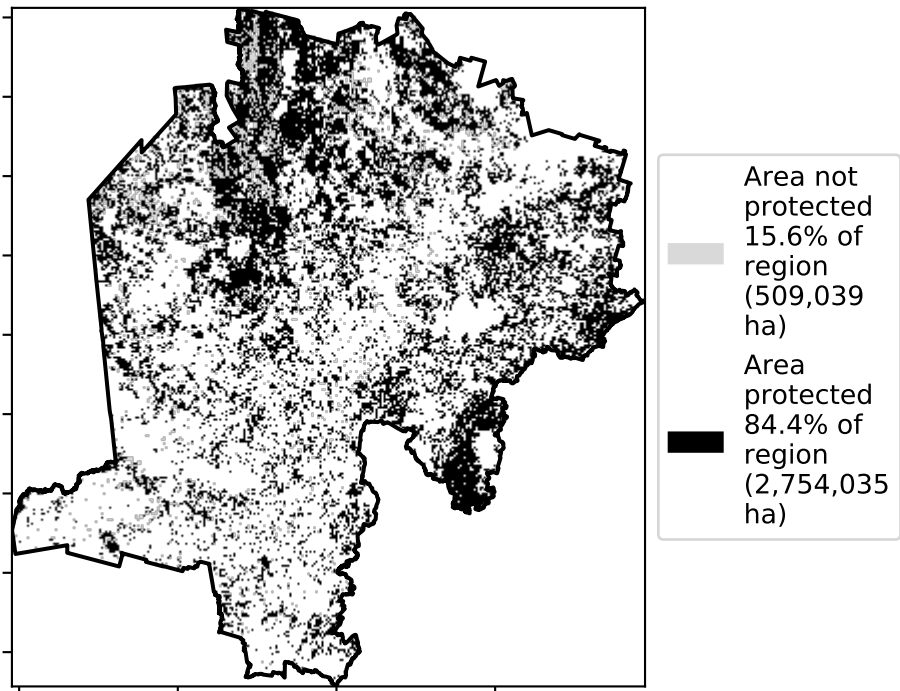 Area not
protected
15.6% of
region
(509,039
ha)
Area
protected
84.4% of
region
(2,754,035
ha)